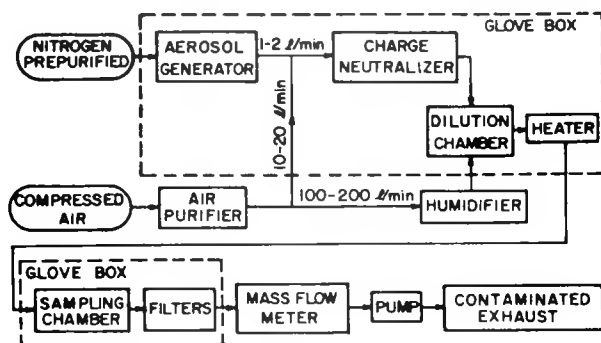 GLOVE BOX
NITROGEN
PREPURIFIED
AEROSOL
GENERATOR
1-2 ℓ/min
CHARGE
NEUTRALIZER
10-20 ℓ/min
DILUTION
CHAMBER
HEATER
COMPRESSED
AIR
AIR
PURIFIER
100-200 ℓ/min
HUMIDIFIER
GLOVE BOX
SAMPLING
CHAMBER
FILTERS
MASS FLOW
METER
PUMP
CONTAMINATED
EXHAUST